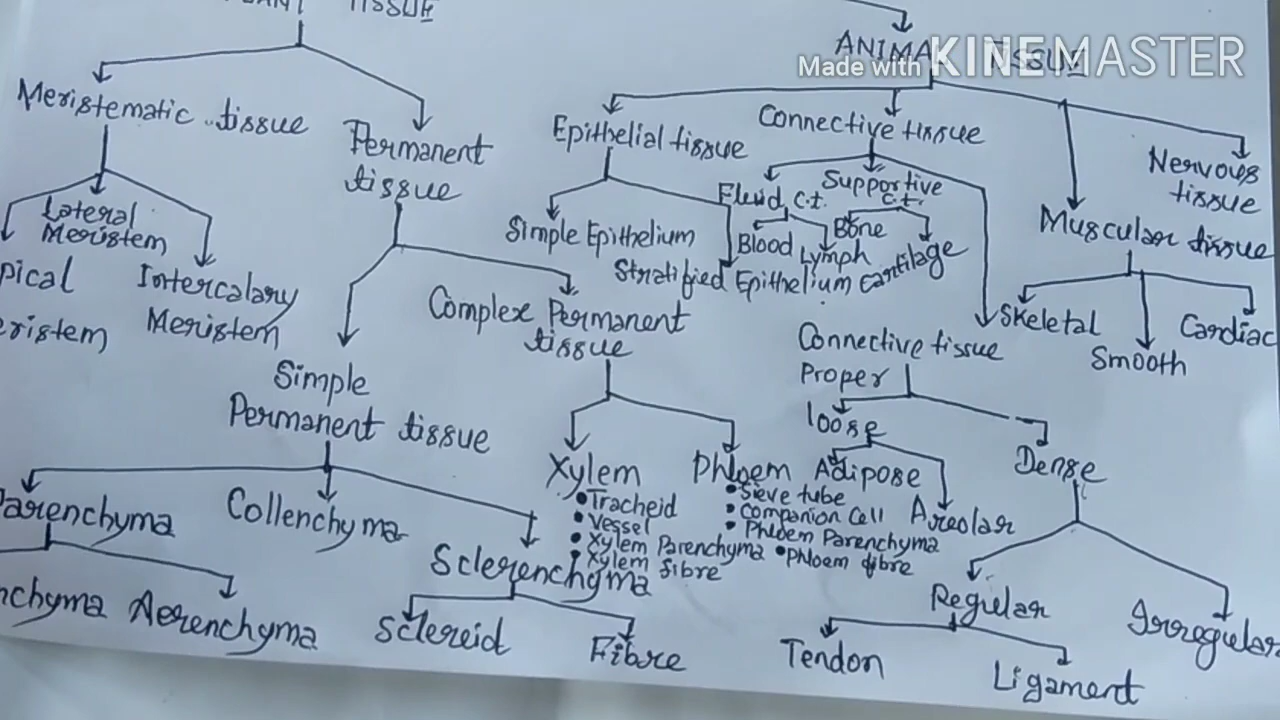 PLANT TISSUE
ANIMAL TISSUE
Made with KINEMASTER
Meristematic tissue
Permanent
tissue
Epithelial tissue
Connective tissue
Nervous
tissue
Musculan tissue
Lateral
Meristem
pical
eristem
Intercalary
Meristem
Simple Epithelium
Stratified Epithelium
Fluid c.t.
Supportive
c.t.
Blood
Lymph
Bone
Cartilage
Skeletal
Smooth
Cardiac
Complex Permanent
tissue
Simple
Permanent tissue
Connective tissue
Proper
loose
Dense
Xylem
• Tracheid
• Vessel
• Xylem Parenchyma
• Xylem fibre
Phloem
• Sieve tube
• Companion Cell
• Phloem Parenchyma
• Phloem fibre
Adipose
Areolar
Parenchyma
Collenchyma
Sclerenchyma
nchyma
Aerenchyma
Sclereid
Fibre
Regular
Irregular
Tendon
Ligament